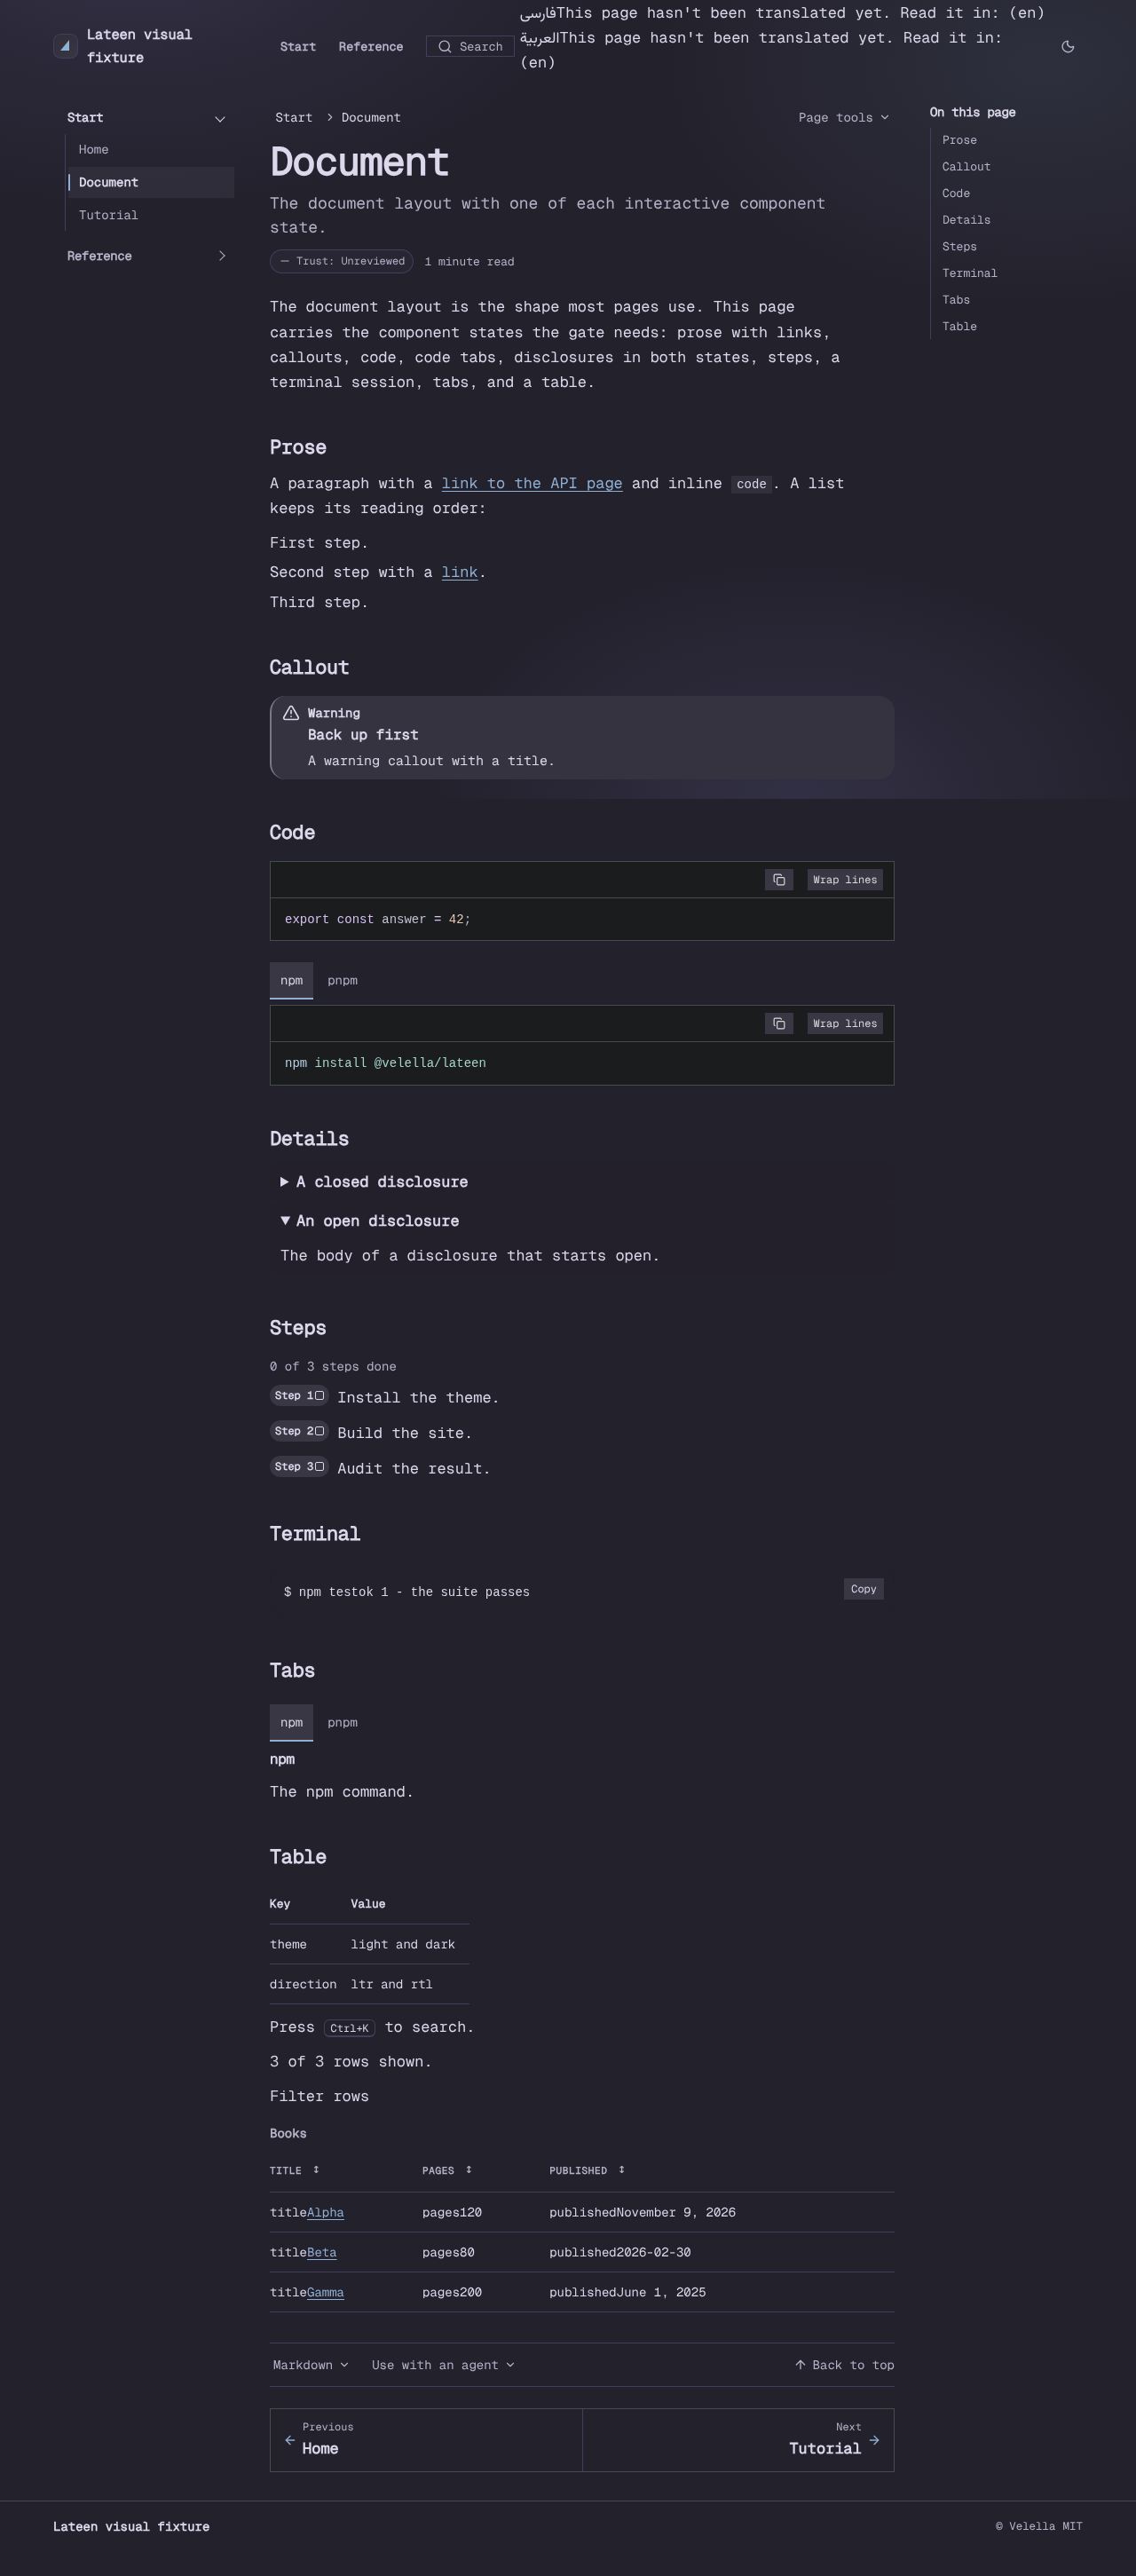 Lateen visual
fixture
Start
Reference
Search
فارسیThis page hasn't been translated yet. Read it in: (en)
العربيةThis page hasn't been translated yet. Read it in:
(en)
Start
Home
Document
Tutorial
Reference
Start > Document
Page tools
Document
The document layout with one of each interactive component
state.
— Trust: Unreviewed
1 minute read
The document layout is the shape most pages use. This page
carries the component states the gate needs: prose with links,
callouts, code, code tabs, disclosures in both states, steps, a
terminal session, tabs, and a table.
Prose
A paragraph with a link to the API page and inline code. A list
keeps its reading order:
First step.
Second step with a link.
Third step.
Callout
Warning
Back up first
A warning callout with a title.
Code
Wrap lines
export const answer = 42;
npm pnpm
Wrap lines
npm install @velella/lateen
Details
A closed disclosure
An open disclosure
The body of a disclosure that starts open.
Steps
0 of 3 steps done
Step 1 Install the theme.
Step 2 Build the site.
Step 3 Audit the result.
Terminal
$ npm testok 1 - the suite passes
Copy
Tabs
npm pnpm
npm
The npm command.
Table
Key Value
theme light and dark
direction ltr and rtl
Press Ctrl+K to search.
3 of 3 rows shown.
Filter rows
Books
TITLE ↕ PAGES ↕ PUBLISHED ↕
titleAlpha pages120 publishedNovember 9, 2026
titleBeta pages80 published2026-02-30
titleGamma pages200 publishedJune 1, 2025
Markdown
Use with an agent
↑ Back to top
Previous
← Home
Next
Tutorial →
On this page
Prose
Callout
Code
Details
Steps
Terminal
Tabs
Table
Lateen visual fixture
© Velella MIT